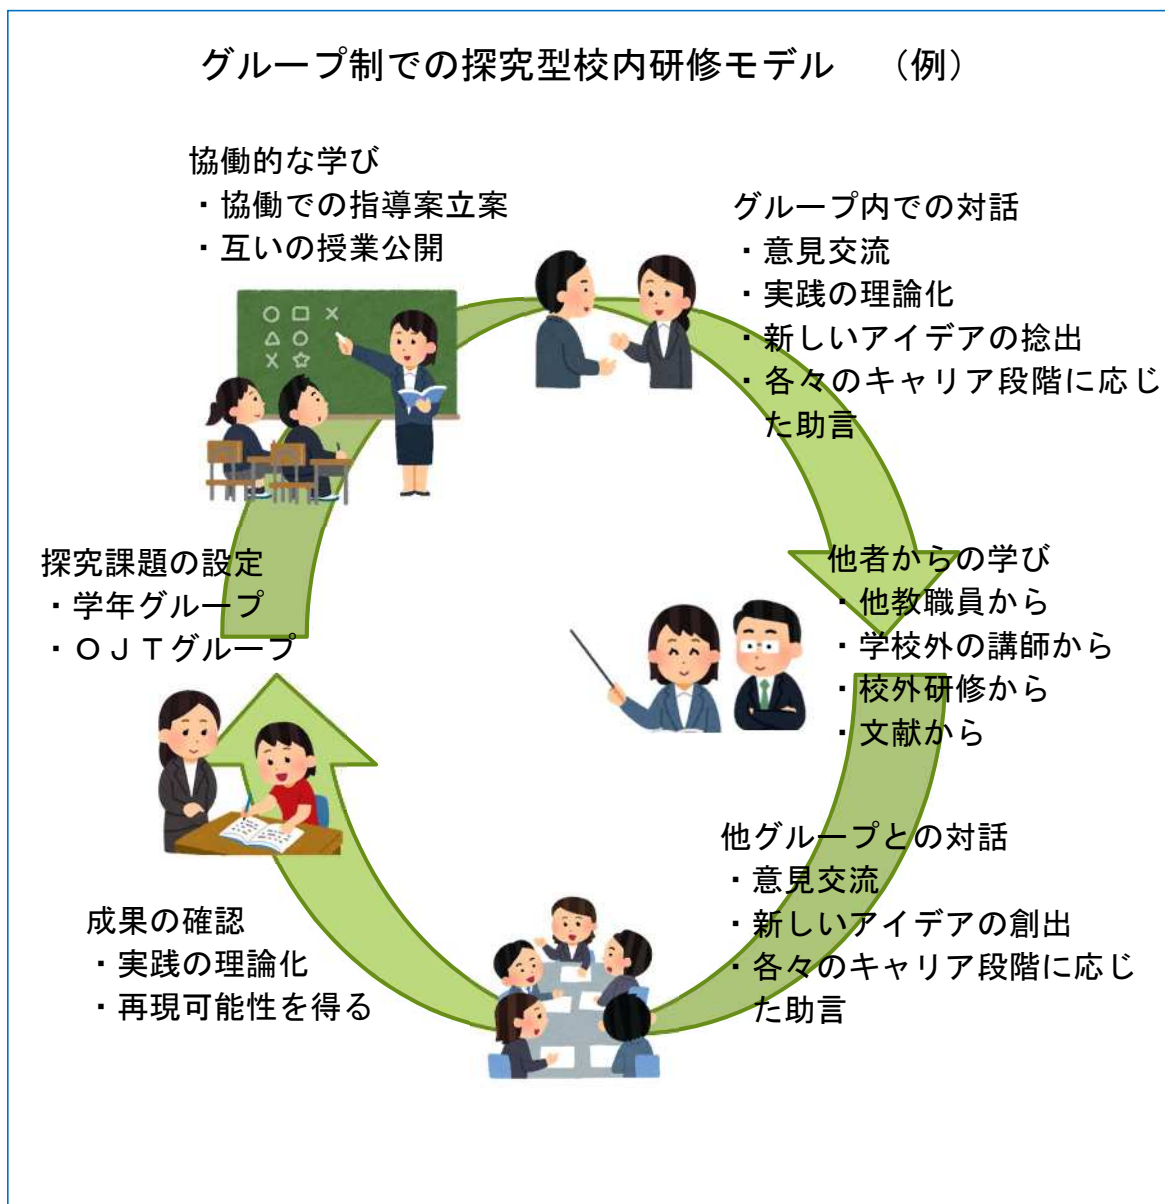 グループ制での探究型校内研修モデル　（例）
協働的な学び
・協働での指導案立案
・互いの授業公開
グループ内での対話
・意見交流
・実践の理論化
・新しいアイデアの捻出
・各々のキャリア段階に応じ
た助言
探究課題の設定
・学年グループ
・ＯＪＴグループ
他者からの学び
・他教職員から
・学校外の講師から
・校外研修から
・文献から
他グループとの対話
・意見交流
・新しいアイデアの創出
・各々のキャリア段階に応じ
た助言
成果の確認
・実践の理論化
・再現可能性を得る